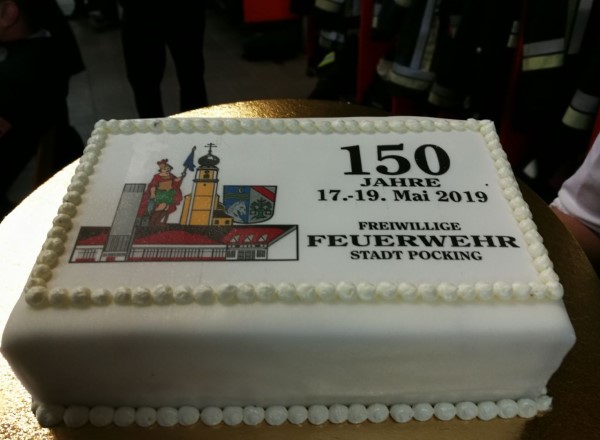 150
JAHRE
17.-19. Mai 2019
FREIWILLIGE
FEUERWEHR
STADT POCKING